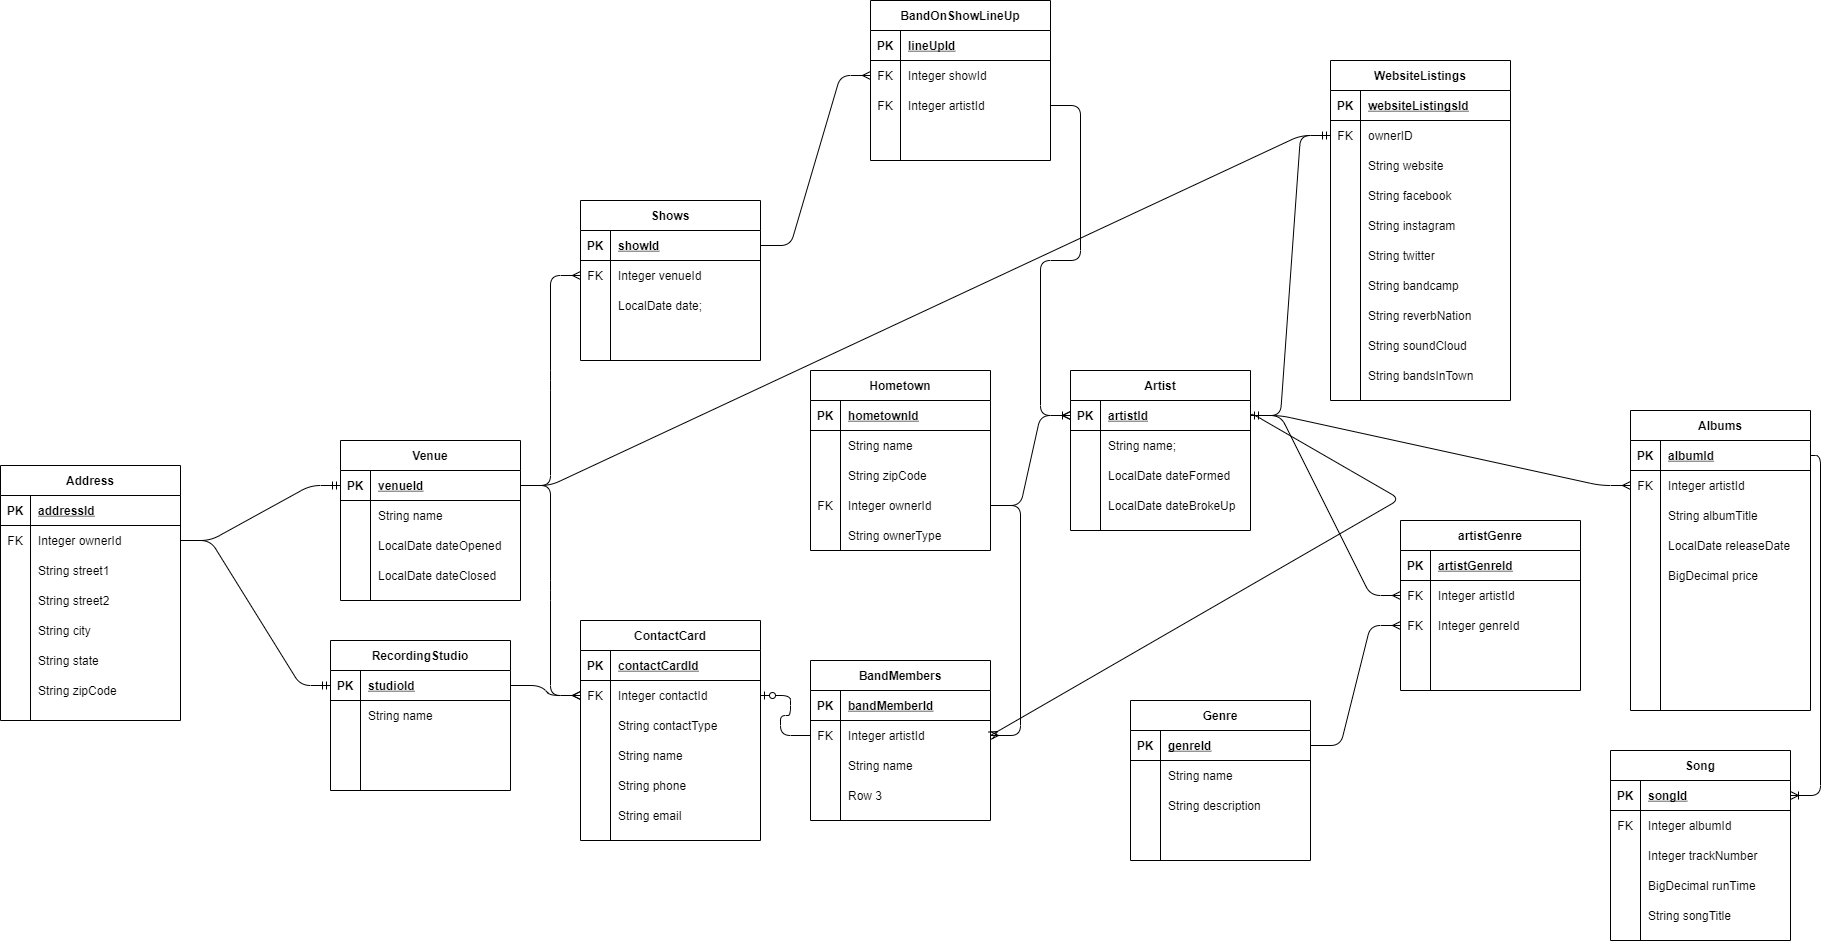 BandOnShowLineUp
PK lineUpId
FK Integer showId
FK Integer artistId
WebsiteListings
PK websiteListingsId
FK ownerID
String website
String facebook
String instagram
String twitter
String bandcamp
String reverbNation
String soundCloud
String bandsInTown
Shows
PK showId
FK Integer venueId
LocalDate date;
Hometown
PK hometownId
String name
String zipCode
FK Integer ownerId
String ownerType
Artist
PK artistId
String name;
LocalDate dateFormed
LocalDate dateBrokeUp
Albums
PK albumId
FK Integer artistId
String albumTitle
LocalDate releaseDate
BigDecimal price
Venue
PK venueId
String name
LocalDate dateOpened
LocalDate dateClosed
Address
PK addressId
FK Integer ownerId
String street1
String street2
String city
String state
String zipCode
artistGenre
PK artistGenreId
FK Integer artistId
FK Integer genreId
RecordingStudio
PK studioId
String name
ContactCard
PK contactCardId
FK Integer contactId
String contactType
String name
String phone
String email
BandMembers
PK bandMemberId
FK Integer artistId
String name
Row 3
Genre
PK genreId
String name
String description
Song
PK songId
FK Integer albumId
Integer trackNumber
BigDecimal runTime
String songTitle